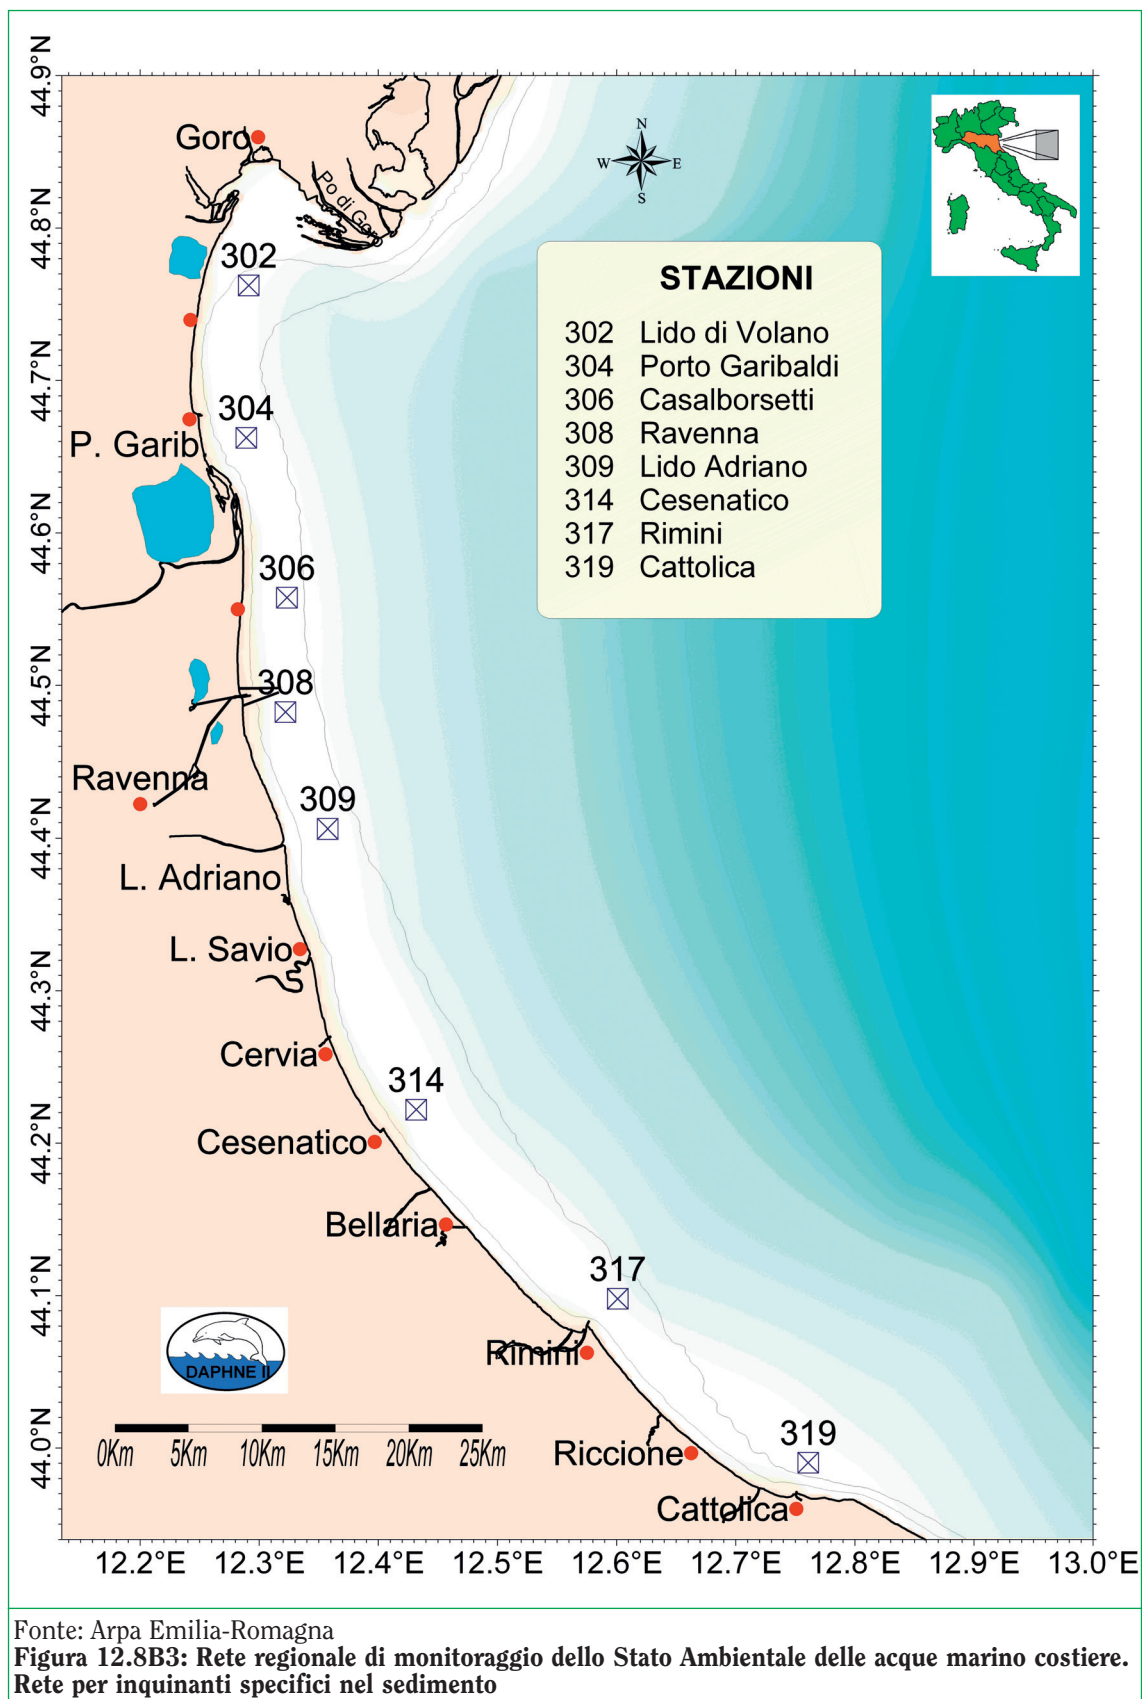 44.9°N
44.8°N
44.7°N
44.6°N
44.5°N
44.4°N
44.3°N
44.2°N
44.1°N
44.0°N
Goro
Po di Goro
N
W E
S
302
304
P. Garib.
306
308
Ravenna
309
L. Adriano
L. Savio
Cervia
314
Cesenatico
Bellaria
317
Rimini
319
Riccione
Cattolica
STAZIONI
302 Lido di Volano
304 Porto Garibaldi
306 Casalborsetti
308 Ravenna
309 Lido Adriano
314 Cesenatico
317 Rimini
319 Cattolica
DAPHNE II
0Km 5Km 10Km 15Km 20Km 25Km
12.2°E 12.3°E 12.4°E 12.5°E 12.6°E 12.7°E 12.8°E 12.9°E 13.0°E
Fonte: Arpa Emilia-Romagna
Figura 12.8B3: Rete regionale di monitoraggio dello Stato Ambientale delle acque marino costiere.
Rete per inquinanti specifici nel sedimento